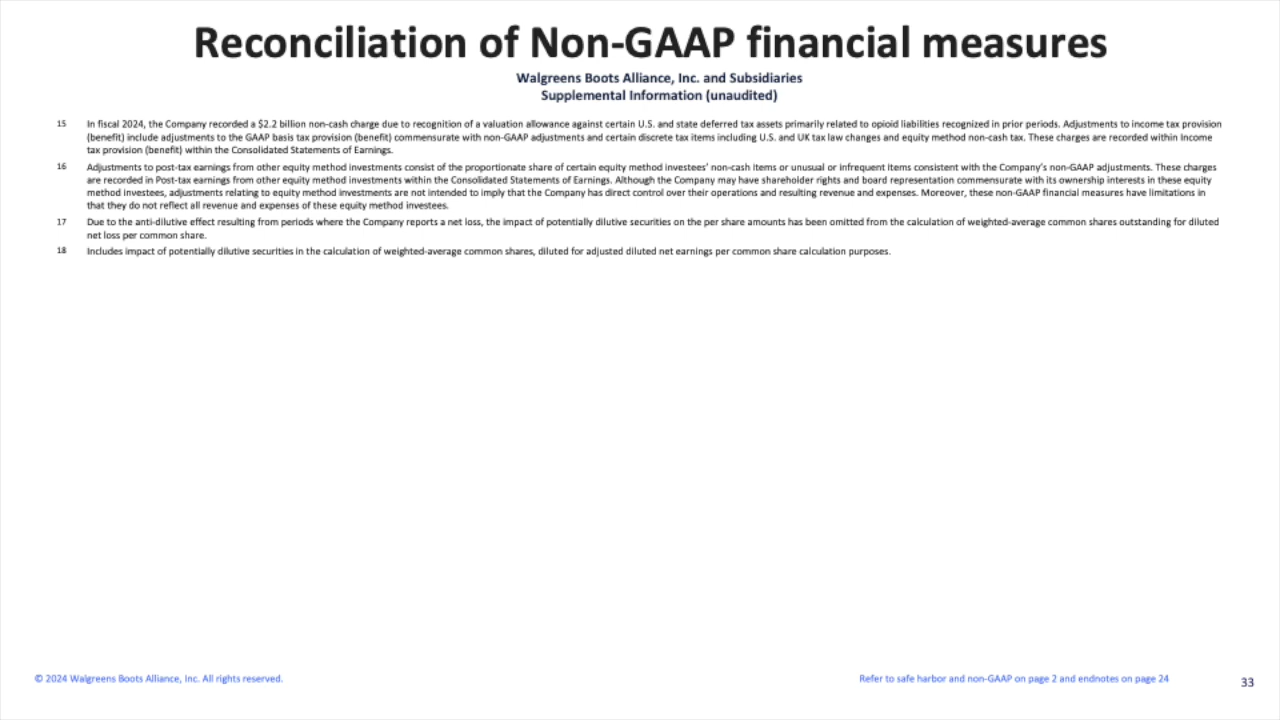 Reconciliation of Non-GAAP financial measures
Walgreens Boots Alliance, Inc. and Subsidiaries
Supplemental Information (unaudited)
15 In fiscal 2024, the Company recorded a $2.2 billion non-cash charge due to recognition of a valuation allowance against certain U.S. and state deferred tax assets primarily related to opioid liabilities recognized in prior periods. Adjustments to income tax provision
(benefit) include adjustments to the GAAP basis tax provision (benefit) commensurate with non-GAAP adjustments and certain discrete tax items including U.S. and UK tax law changes and equity method non-cash tax. These charges are recorded within Income
tax provision (benefit) within the Consolidated Statements of Earnings.
16 Adjustments to post-tax earnings from other equity method investments consist of the proportionate share of certain equity method investees' non-cash items or unusual or infrequent items consistent with the Company's non-GAAP adjustments. These charges
are recorded in Post-tax earnings from other equity method investments within the Consolidated Statements of Earnings. Although the Company may have shareholder rights and board representation commensurate with its ownership interests in these equity
method investees, adjustments relating to equity method investments are not intended to imply that the Company has direct control over their operations and resulting revenue and expenses. Moreover, these non-GAAP financial measures have limitations in
that they do not reflect all revenue and expenses of these equity method investees.
17 Due to the anti-dilutive effect resulting from periods where the Company reports a net loss, the impact of potentially dilutive securities on the per share amounts has been omitted from the calculation of weighted-average common shares outstanding for diluted
net loss per common share.
18 Includes impact of potentially dilutive securities in the calculation of weighted-average common shares, diluted for adjusted diluted net earnings per common share calculation purposes.
© 2024 Walgreens Boots Alliance, Inc. All rights reserved.
Refer to safe harbor and non-GAAP on page 2 and endnotes on page 24
33